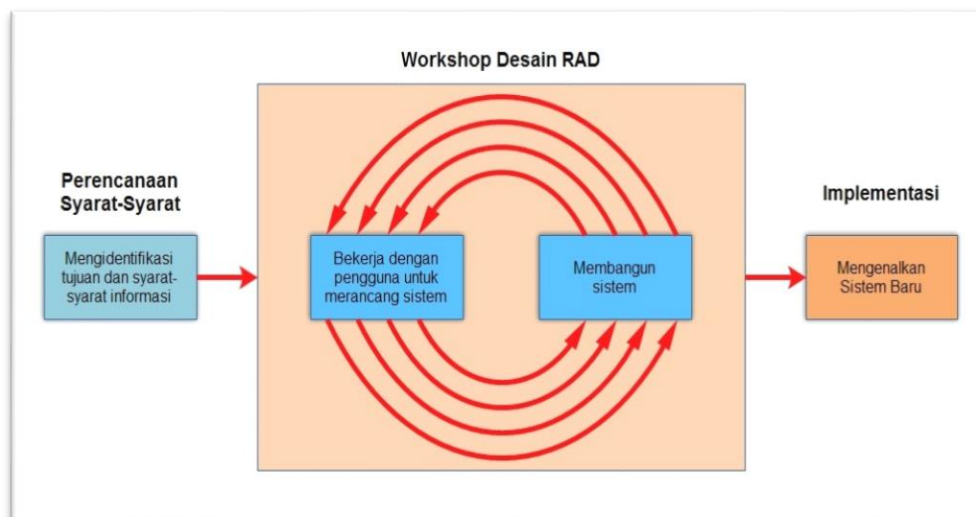 Workshop Desain RAD
Perencanaan
Syarat-Syarat
Mengidentifikasi
tujuan dan syarat-
syarat informasi
Bekerja dengan
pengguna untuk
merancang sistem
Membangun
sistem
Implementasi
Mengenalkan
Sistem Baru